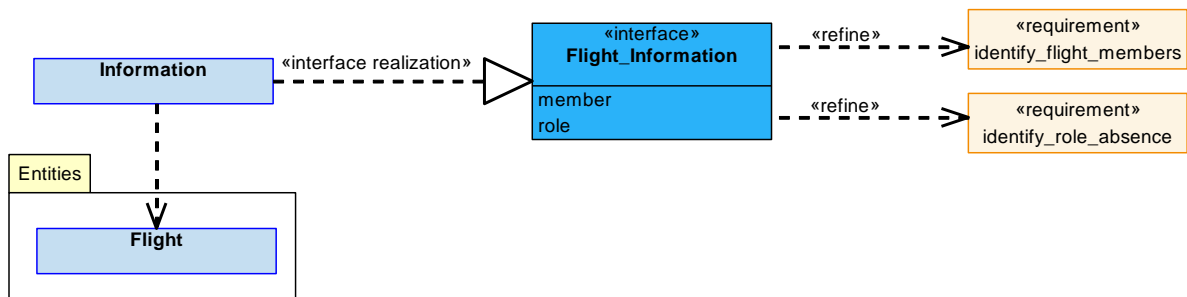 Information
«interface realization»
«interface»
Flight_Information
member
role
«refine»
«requirement»
identify_flight_members
«refine»
«requirement»
identify_role_absence
Entities
Flight